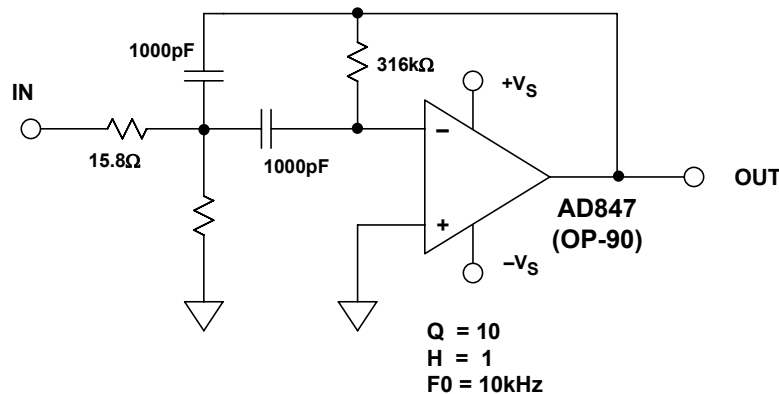 1000pF
316kΩ
IN
+VS
15.8Ω
1000pF
−
+
OUT
AD847
(OP-90)
−VS
Q = 10
H = 1
F0 = 10kHz